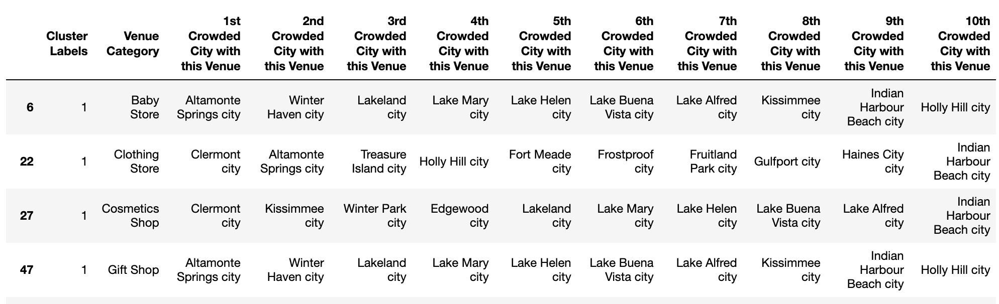 1st 2nd 3rd 4th 5th 6th 7th 8th 9th 10th
Cluster Venue Crowded Crowded Crowded Crowded Crowded Crowded Crowded Crowded Crowded Crowded
Labels Category City with City with City with City with City with City with City with City with City with City with
this Venue this Venue this Venue this Venue this Venue this Venue this Venue this Venue this Venue this Venue
Indian
Baby Altamonte Winter Lakeland Lake Mary Lake Helen Lake Buena Lake Alfred Kissimmee
6 1 Harbour Holly Hill city
Store Springs city Haven city city city city Vista city city city
Beach city
Indian
Clothing Clermont Altamonte Treasure Fort Meade Frostproof Fruitland Haines City
22 1 Holly Hill city Gulfport city Harbour
Store city Springs city Island city city city Park city city
Beach city
Indian
Cosmetics Clermont Kissimmee Winter Park Edgewood Lakeland Lake Mary Lake Helen Lake Buena Lake Alfred
27 1 Harbour
Shop city city city city city city city Vista city city
Beach city
Indian
Altamonte Winter Lakeland Lake Mary Lake Helen Lake Buena Lake Alfred Kissimmee
47 1 Gift Shop Harbour Holly Hill city
Springs city Haven city city city city Vista city city city
Beach city